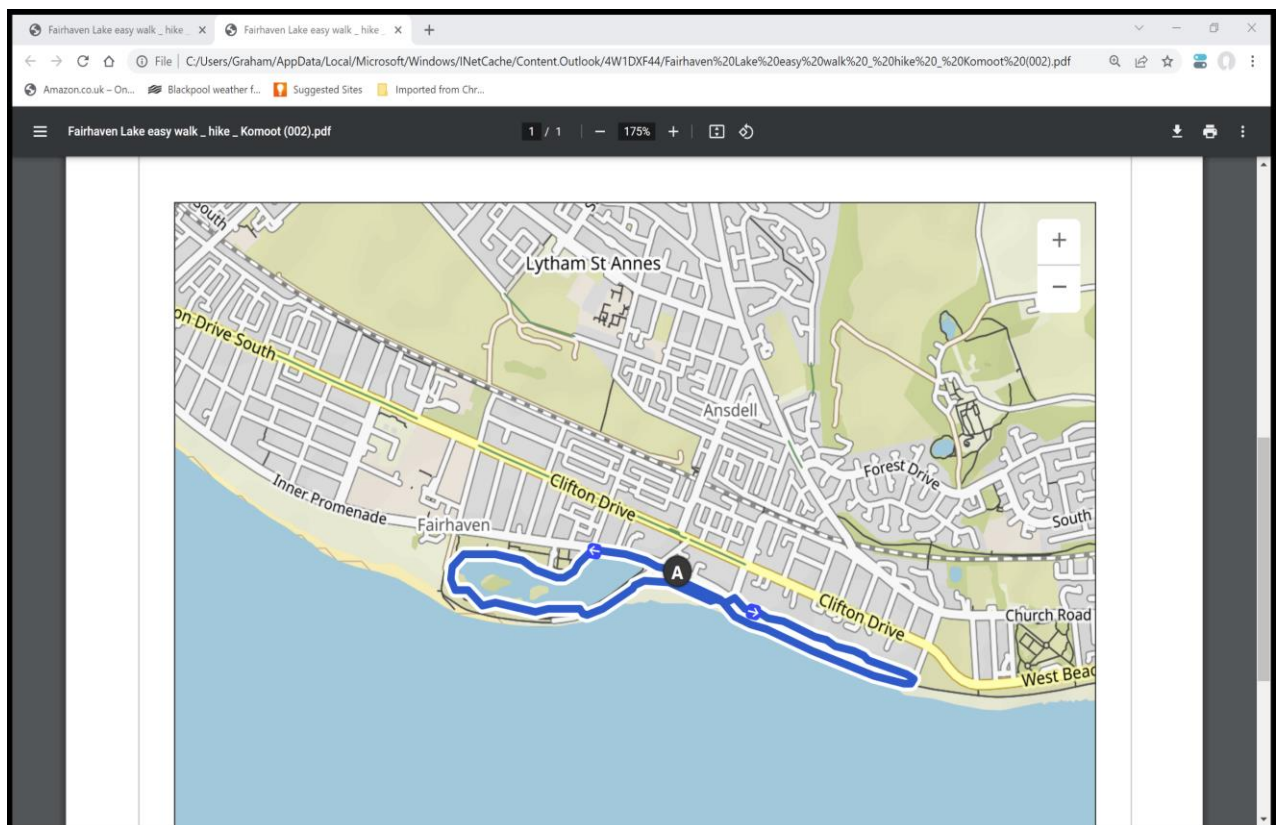 Fairhaven Lake easy walk _ hike _
Fairhaven Lake easy walk _ hike _
File
C:/Users/Graham/AppData/Local/Microsoft/Windows/INetCache/Content.Outlook/4W1DXF44/Fairhaven%20Lake%20easy%20walk%20_%20hike%20_%20Komoot%20(002).pdf
Amazon.co.uk – On...
Blackpool weather f...
Suggested Sites
Imported from Chr...
Fairhaven Lake easy walk _ hike _ Komoot (002).pdf
1 / 1
175%
South
Lytham St Annes
on Drive South
Ansdell
Forest Drive
Clifton Drive
Inner Promenade
Fairhaven
South
A
Clifton Drive
Church Road
West Beac